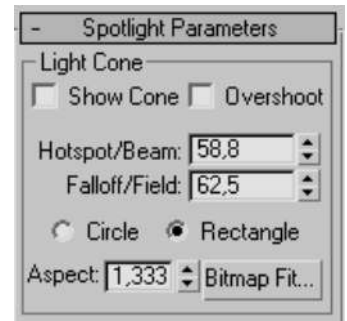 - Spotlight Parameters
Light Cone
Show Cone Overshoot
Hotspot/Beam: 58,8
Falloff/Field: 62,5
Circle Rectangle
Aspect: 1,333 Bitmap Fit...